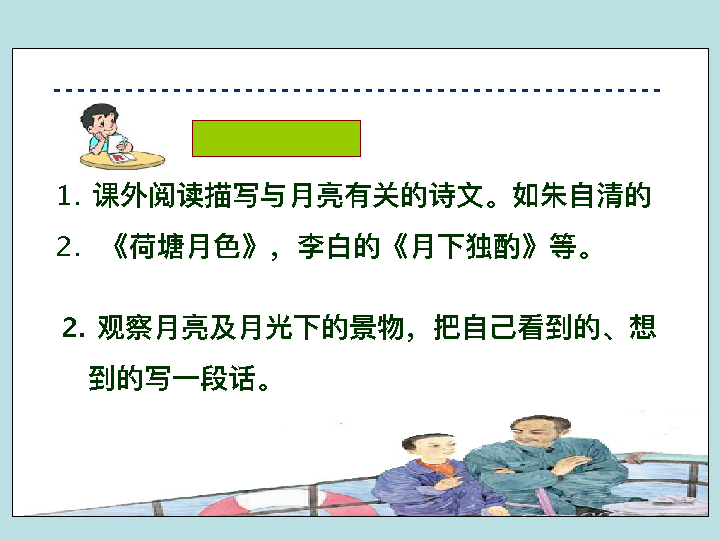 1. 课外阅读描写与月亮有关的诗文。如朱自清的
2. 《荷塘月色》，李白的《月下独酌》等。
2. 观察月亮及月光下的景物，把自己看到的、想
到的写一段话。